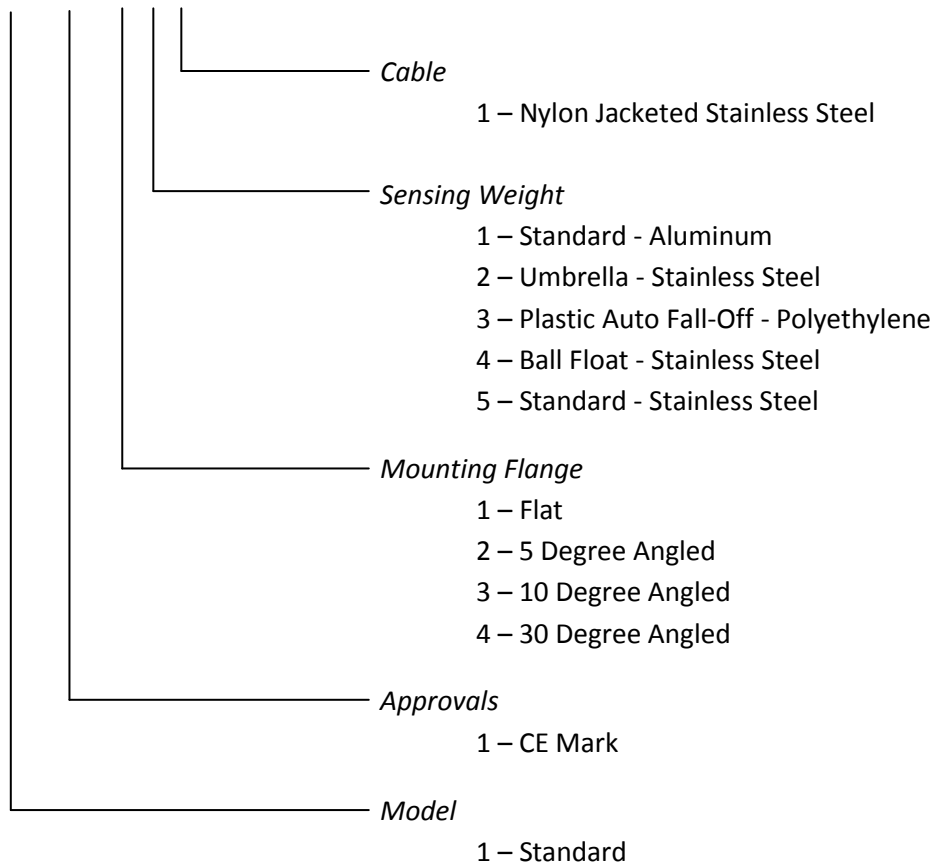 Cable
1 – Nylon Jacketed Stainless Steel
Sensing Weight
1 – Standard - Aluminum
2 – Umbrella - Stainless Steel
3 – Plastic Auto Fall-Off - Polyethylene
4 – Ball Float - Stainless Steel
5 – Standard - Stainless Steel
Mounting Flange
1 – Flat
2 – 5 Degree Angled
3 – 10 Degree Angled
4 – 30 Degree Angled
Approvals
1 – CE Mark
Model
1 – Standard